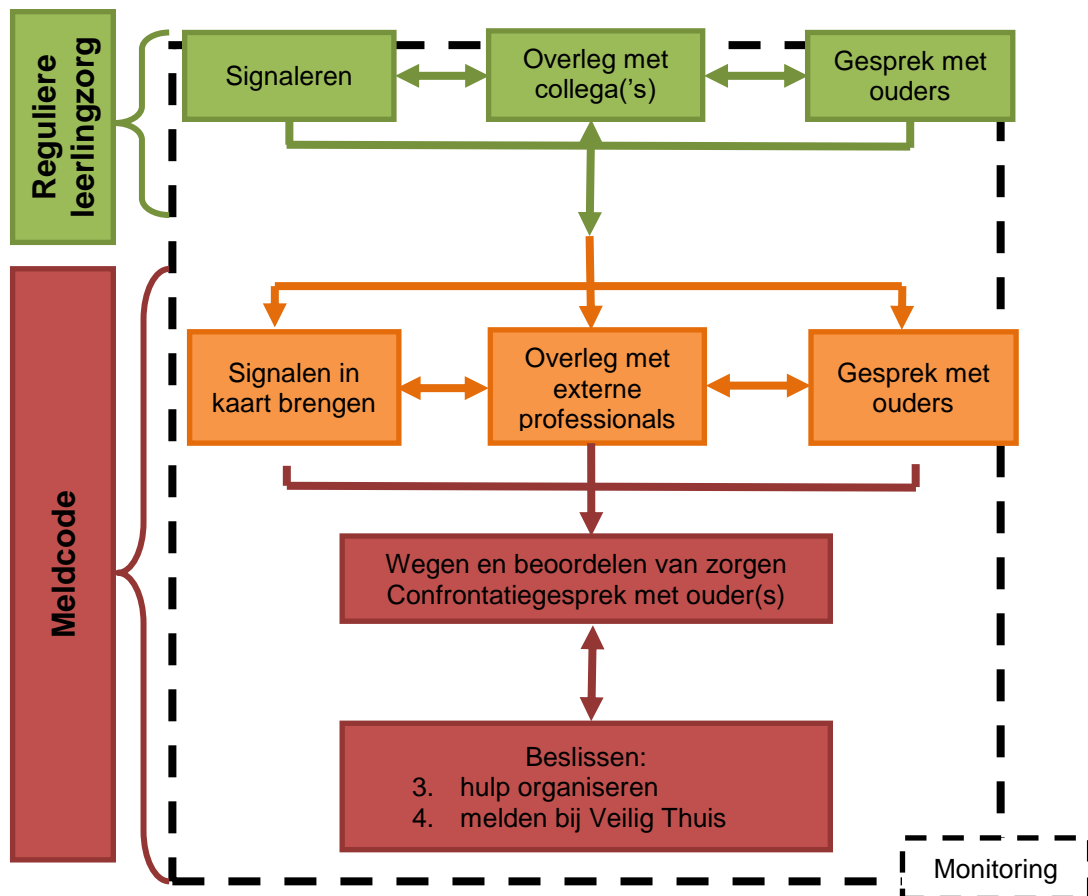 Reguliere
leerlingzorg
Signaleren
Overleg met
collega('s)
Gesprek met
ouders
Meldcode
Signalen in
kaart brengen
Overleg met
externe
professionals
Gesprek met
ouders
Wegen en beoordelen van zorgen
Confrontatiegesprek met ouder(s)
Beslissen:
3. hulp organiseren
4. melden bij Veilig Thuis
Monitoring